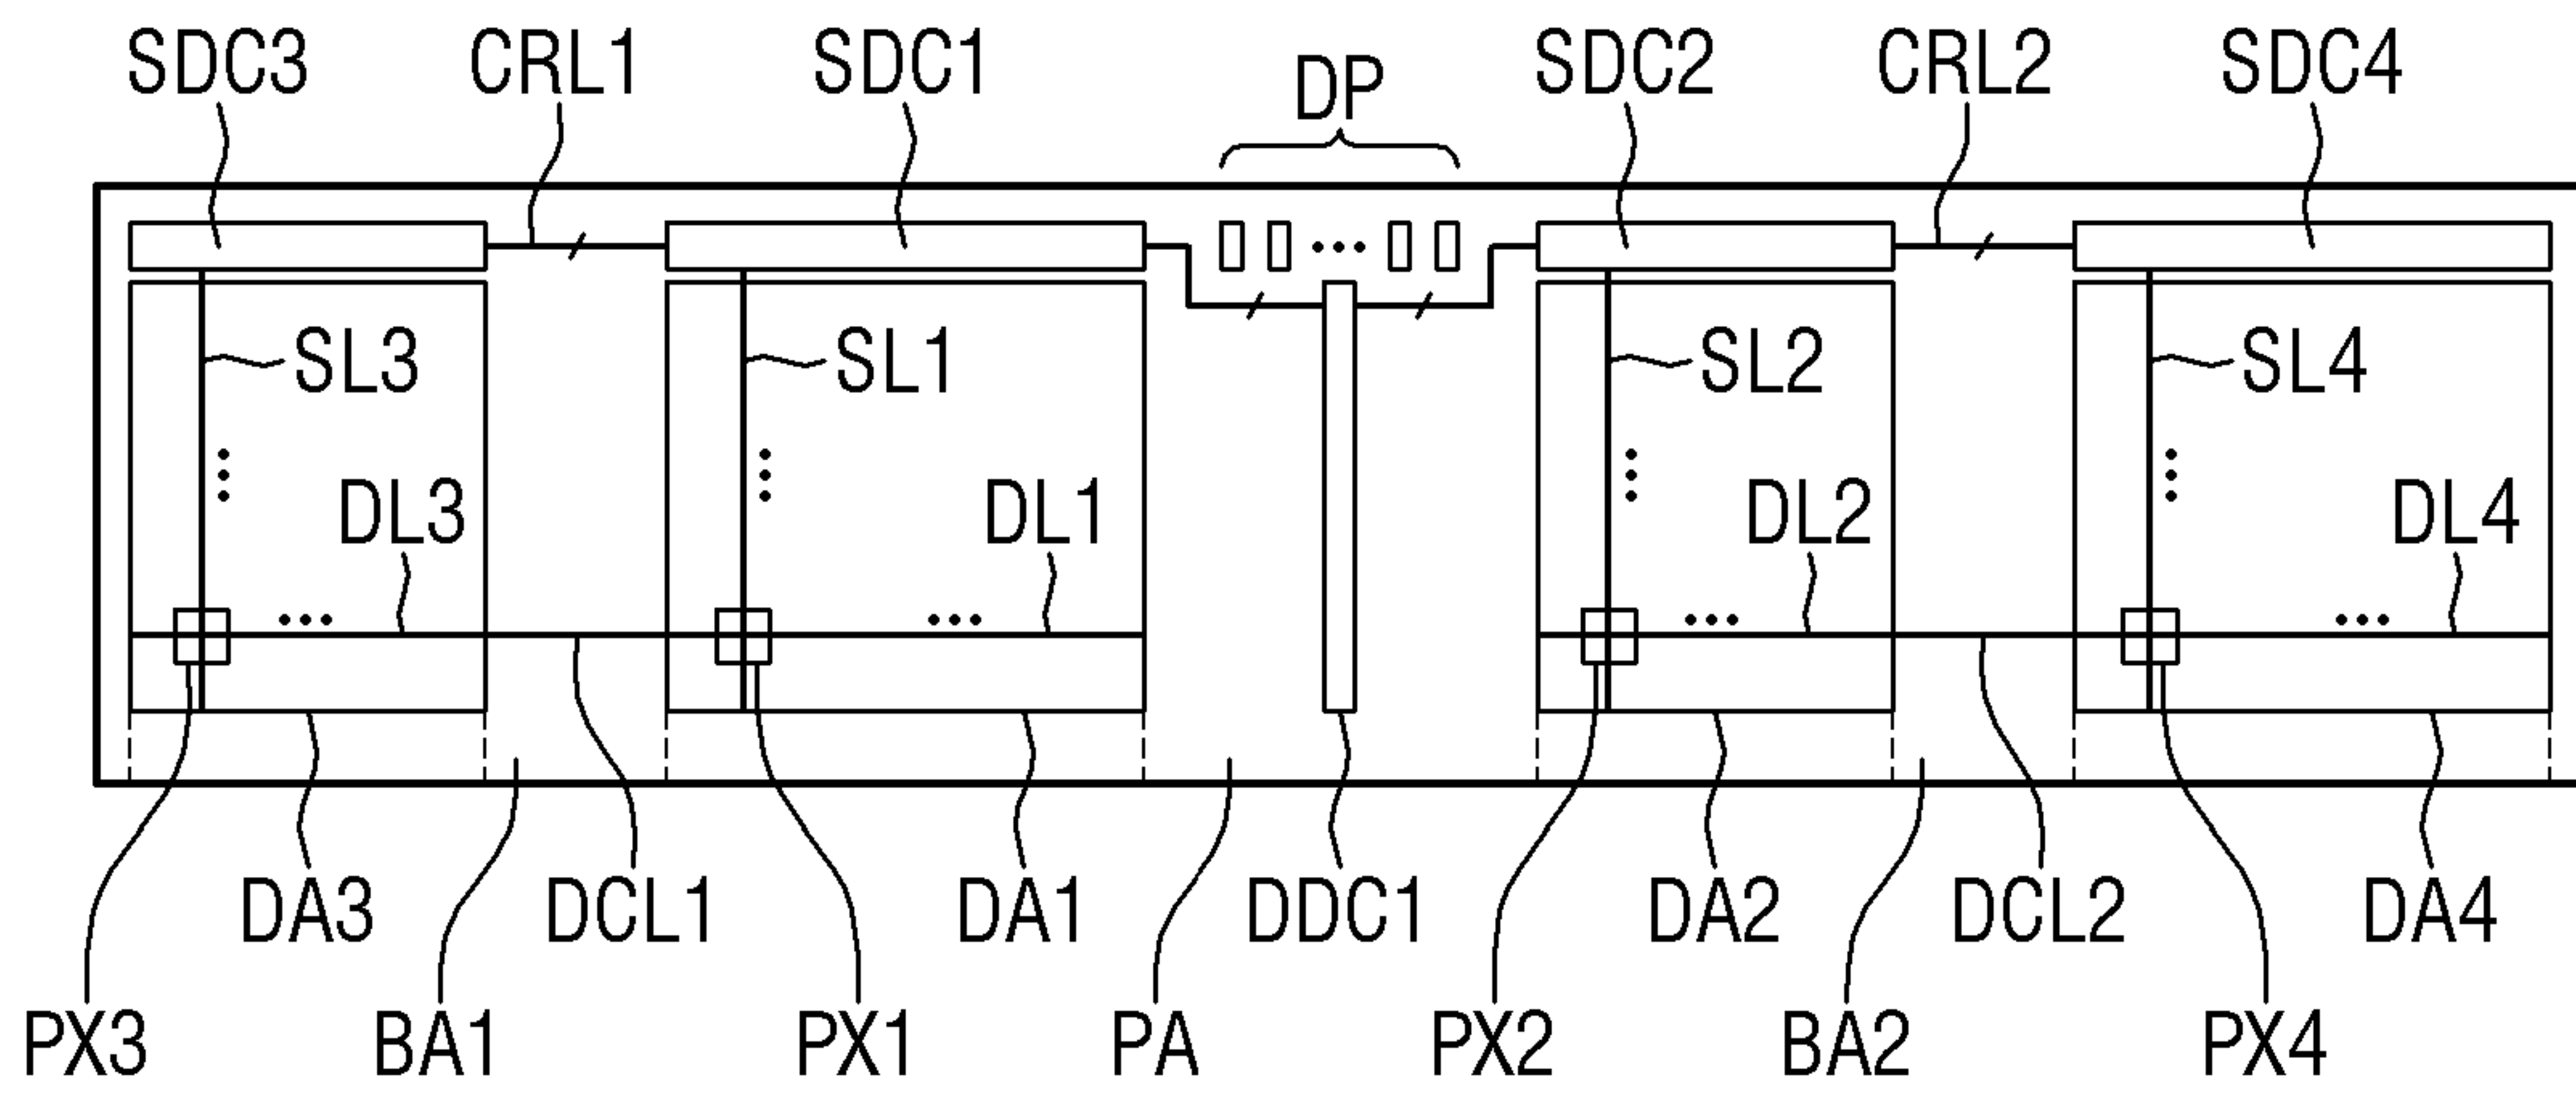 SDC3 CRL1 SDC1 DP SDC2 CRL2 SDC4
SL3 SL1 SL2 SL4
DL3 DL1 DL2 DL4
DA3 DCL1 DA1 DDC1 DA2 DCL2 DA4
PX3 BA1 PX1 PA PX2 BA2 PX4